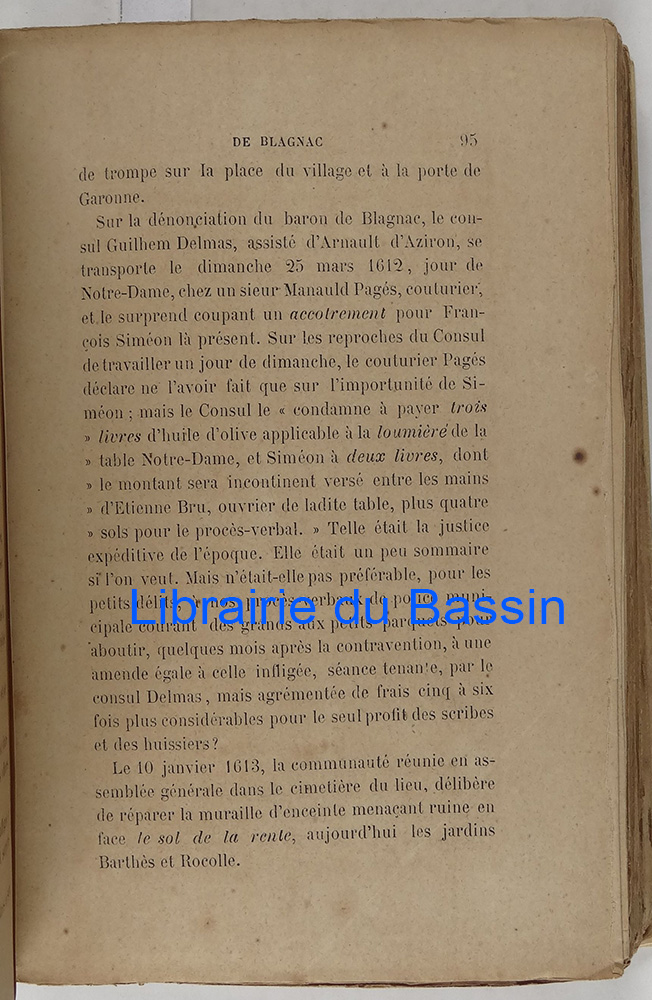 DE BLAGNAC 95
de trompe sur la place du village et à la porte de
Garonne.
Sur la dénonciation du baron de Blagnac, le con-
sul Guilhem Delmas, assisté d'Arnault d'Aziron, se
transporte le dimanche 25 mars 1612, jour de
Notre-Dame, chez un sieur Manauld Pagés, couturier,
et le surprend coupant un accotrement pour Fran-
çois Siméon là présent. Sur les reproches du Consul
de travailler un jour de dimanche, le couturier Pagés
déclare ne l'avoir fait que sur l'importunité de Si-
méon ; mais le Consul le « condamne à payer trois
» livres d'huile d'olive applicable à la loumièré de la
» table Notre-Dame, et Siméon à deux livres, dont
» le montant sera incontinent versé entre les mains
» d'Etienne Bru, ouvrier de ladite table, plus quatre
» sols pour le procès-verbal. » Telle était la justice
expéditive de l'époque. Elle était un peu sommaire
si l'on veut. Mais n'était-elle pas préférable, pour les
petits délits, à nos procès-verbaux de police muni-
cipale courant des grands aux petits parquets pour
aboutir, quelques mois après la contravention, à une
amende égale à celle infligée, séance tenante, par le
consul Delmas, mais agrémentée de frais cinq à six
fois plus considérables pour le seul profit des scribes
et des huissiers ?
Le 10 janvier 1613, la communauté réunie en as-
semblée générale dans le cimetière du lieu, délibère
de réparer la muraille d'enceinte menaçant ruine en
face le sol de la rente, aujourd'hui les jardins
Barthès et Rocolle.
Librairie du Bassin